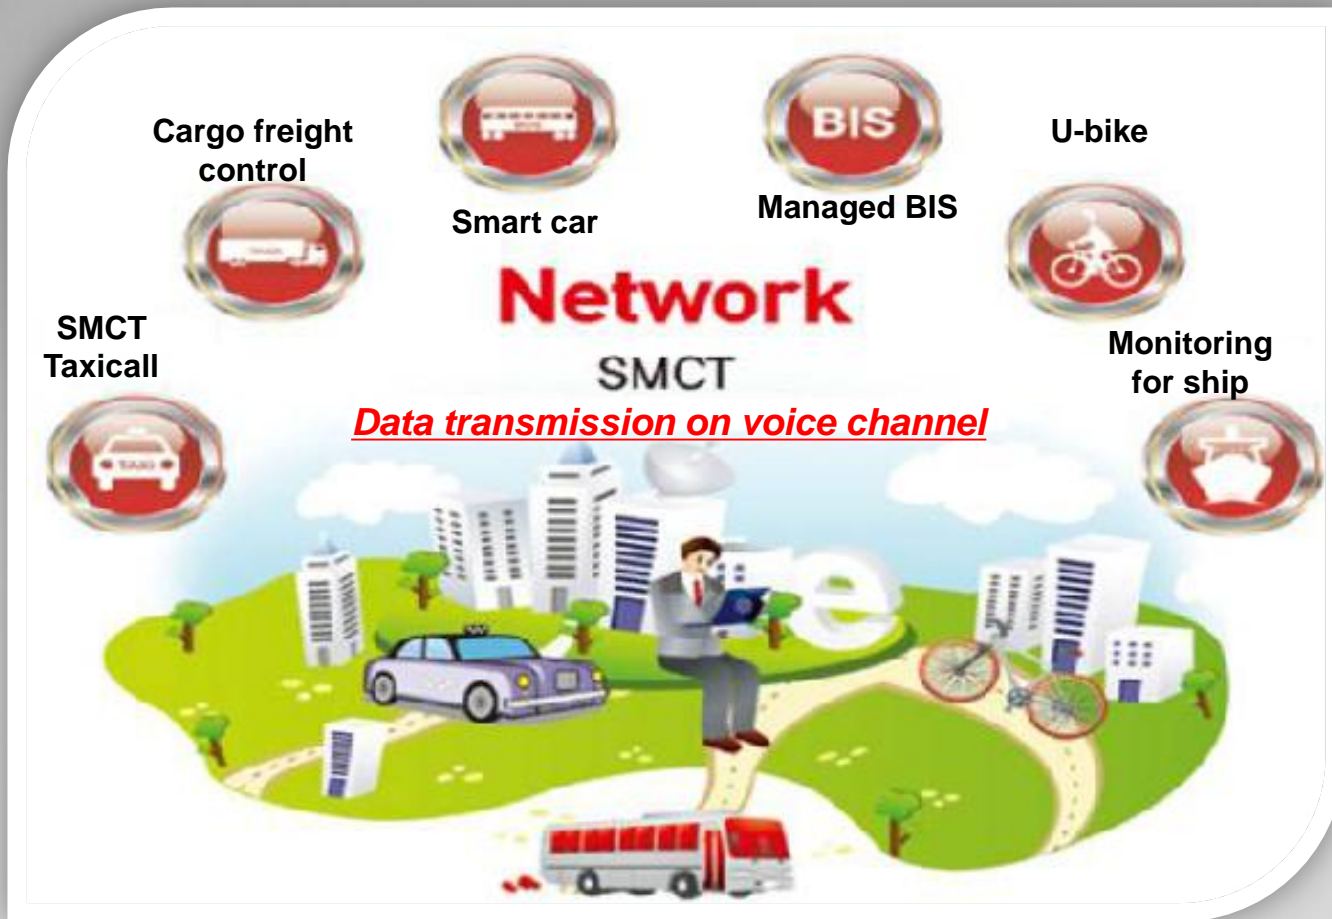 Cargo freight
control
Smart car
BIS
Managed BIS
U-bike
SMCT
Taxicall
TAXI
Monitoring
for ship
Network
SMCT
Data transmission on voice channel